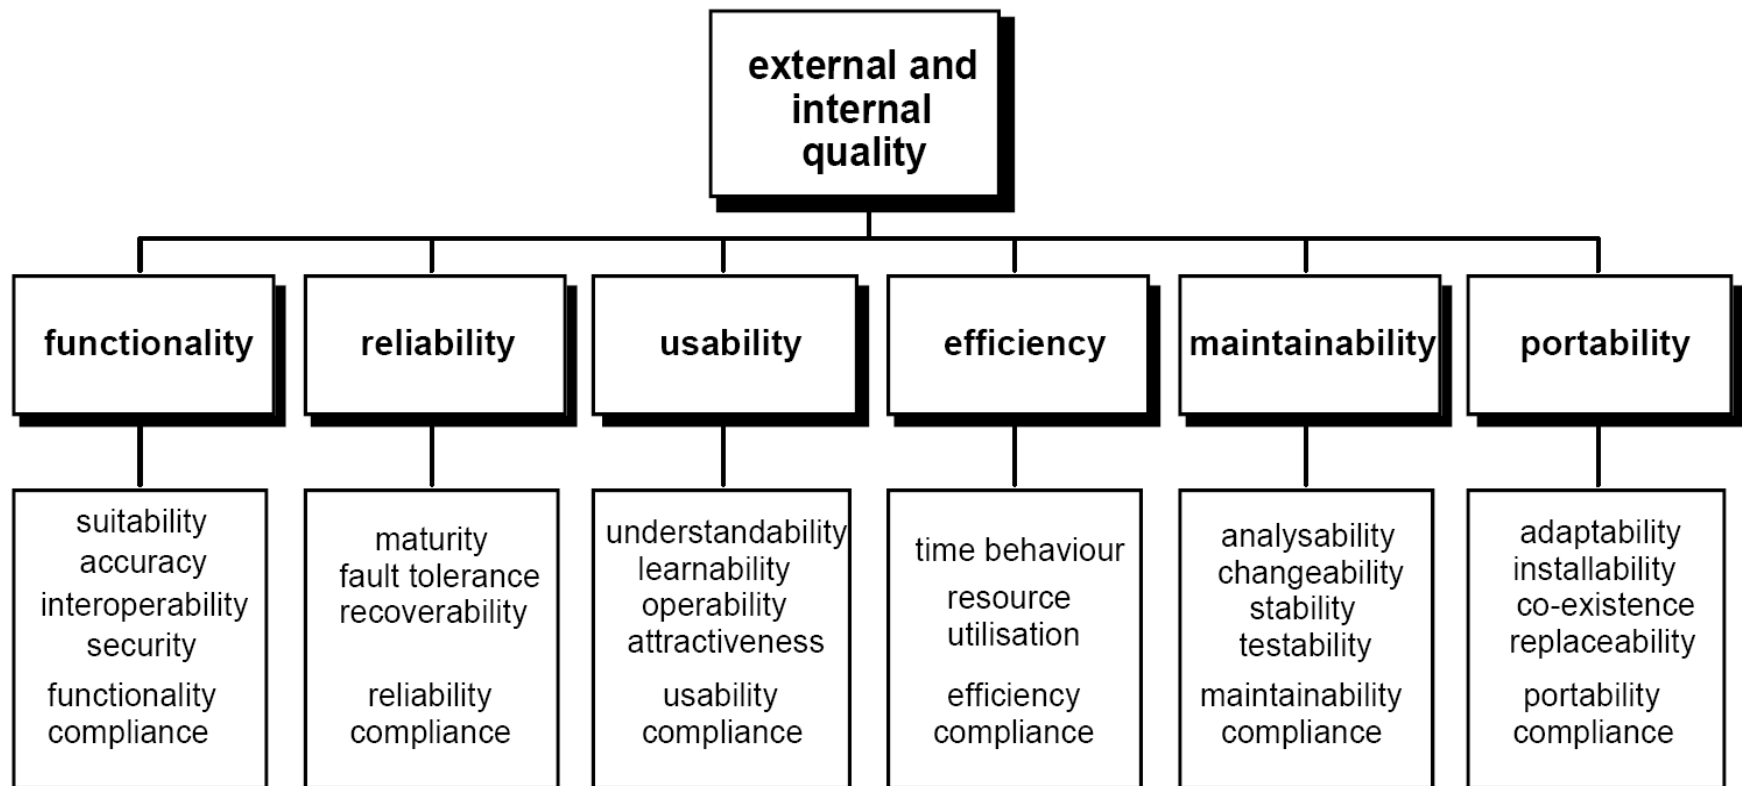 external and
internal
quality
functionality
reliability
usability
efficiency
maintainability
portability
suitability
accuracy
interoperability
security
functionality
compliance
maturity
fault tolerance
recoverability
reliability
compliance
understandability
learnability
operability
attractiveness
usability
compliance
time behaviour
resource
utilisation
efficiency
compliance
analysability
changeability
stability
testability
maintainability
compliance
adaptability
installability
co-existence
replaceability
portability
compliance